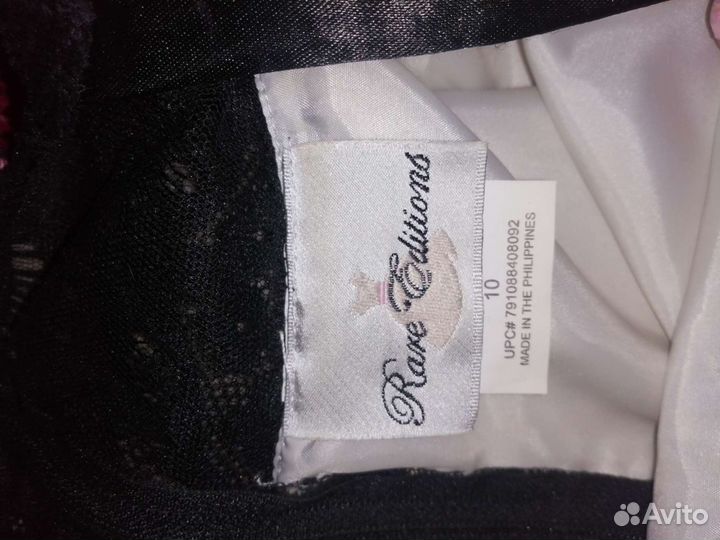 Rare Editions
10
UPC# 791088408092
MADE IN THE PHILIPPINES
Avito